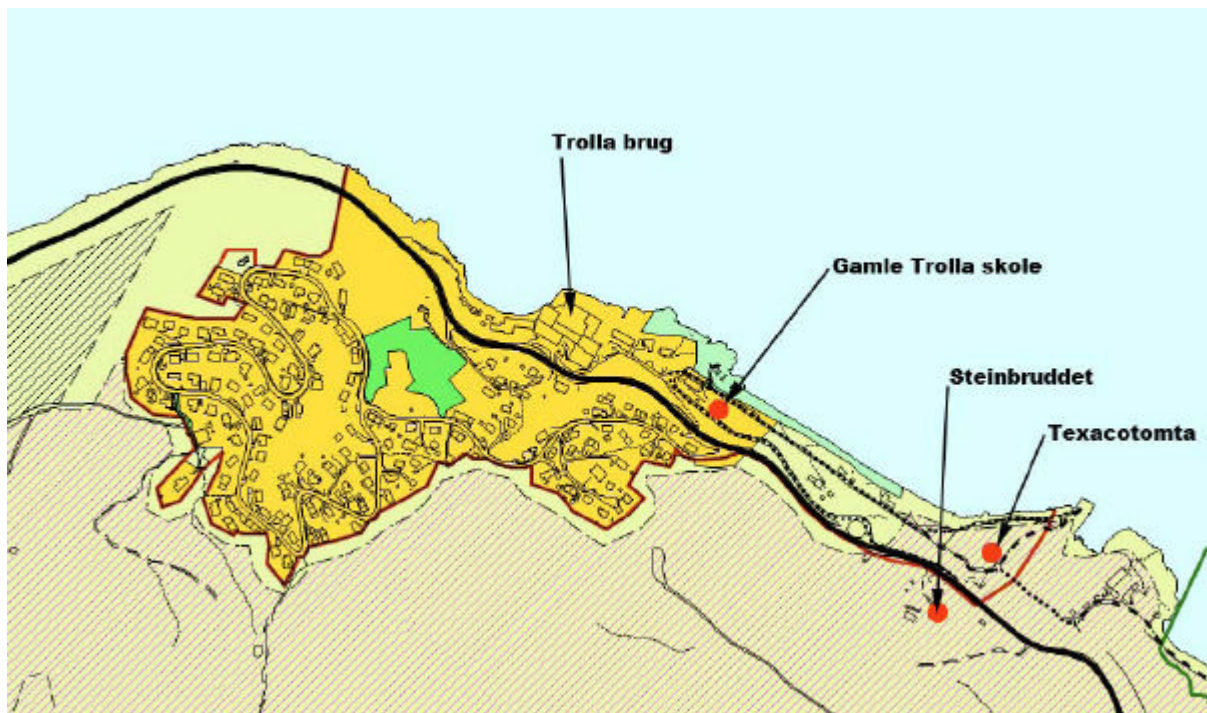 Trolla brug
Gamle Trolla skole
Steinbruddet
Texacotomta